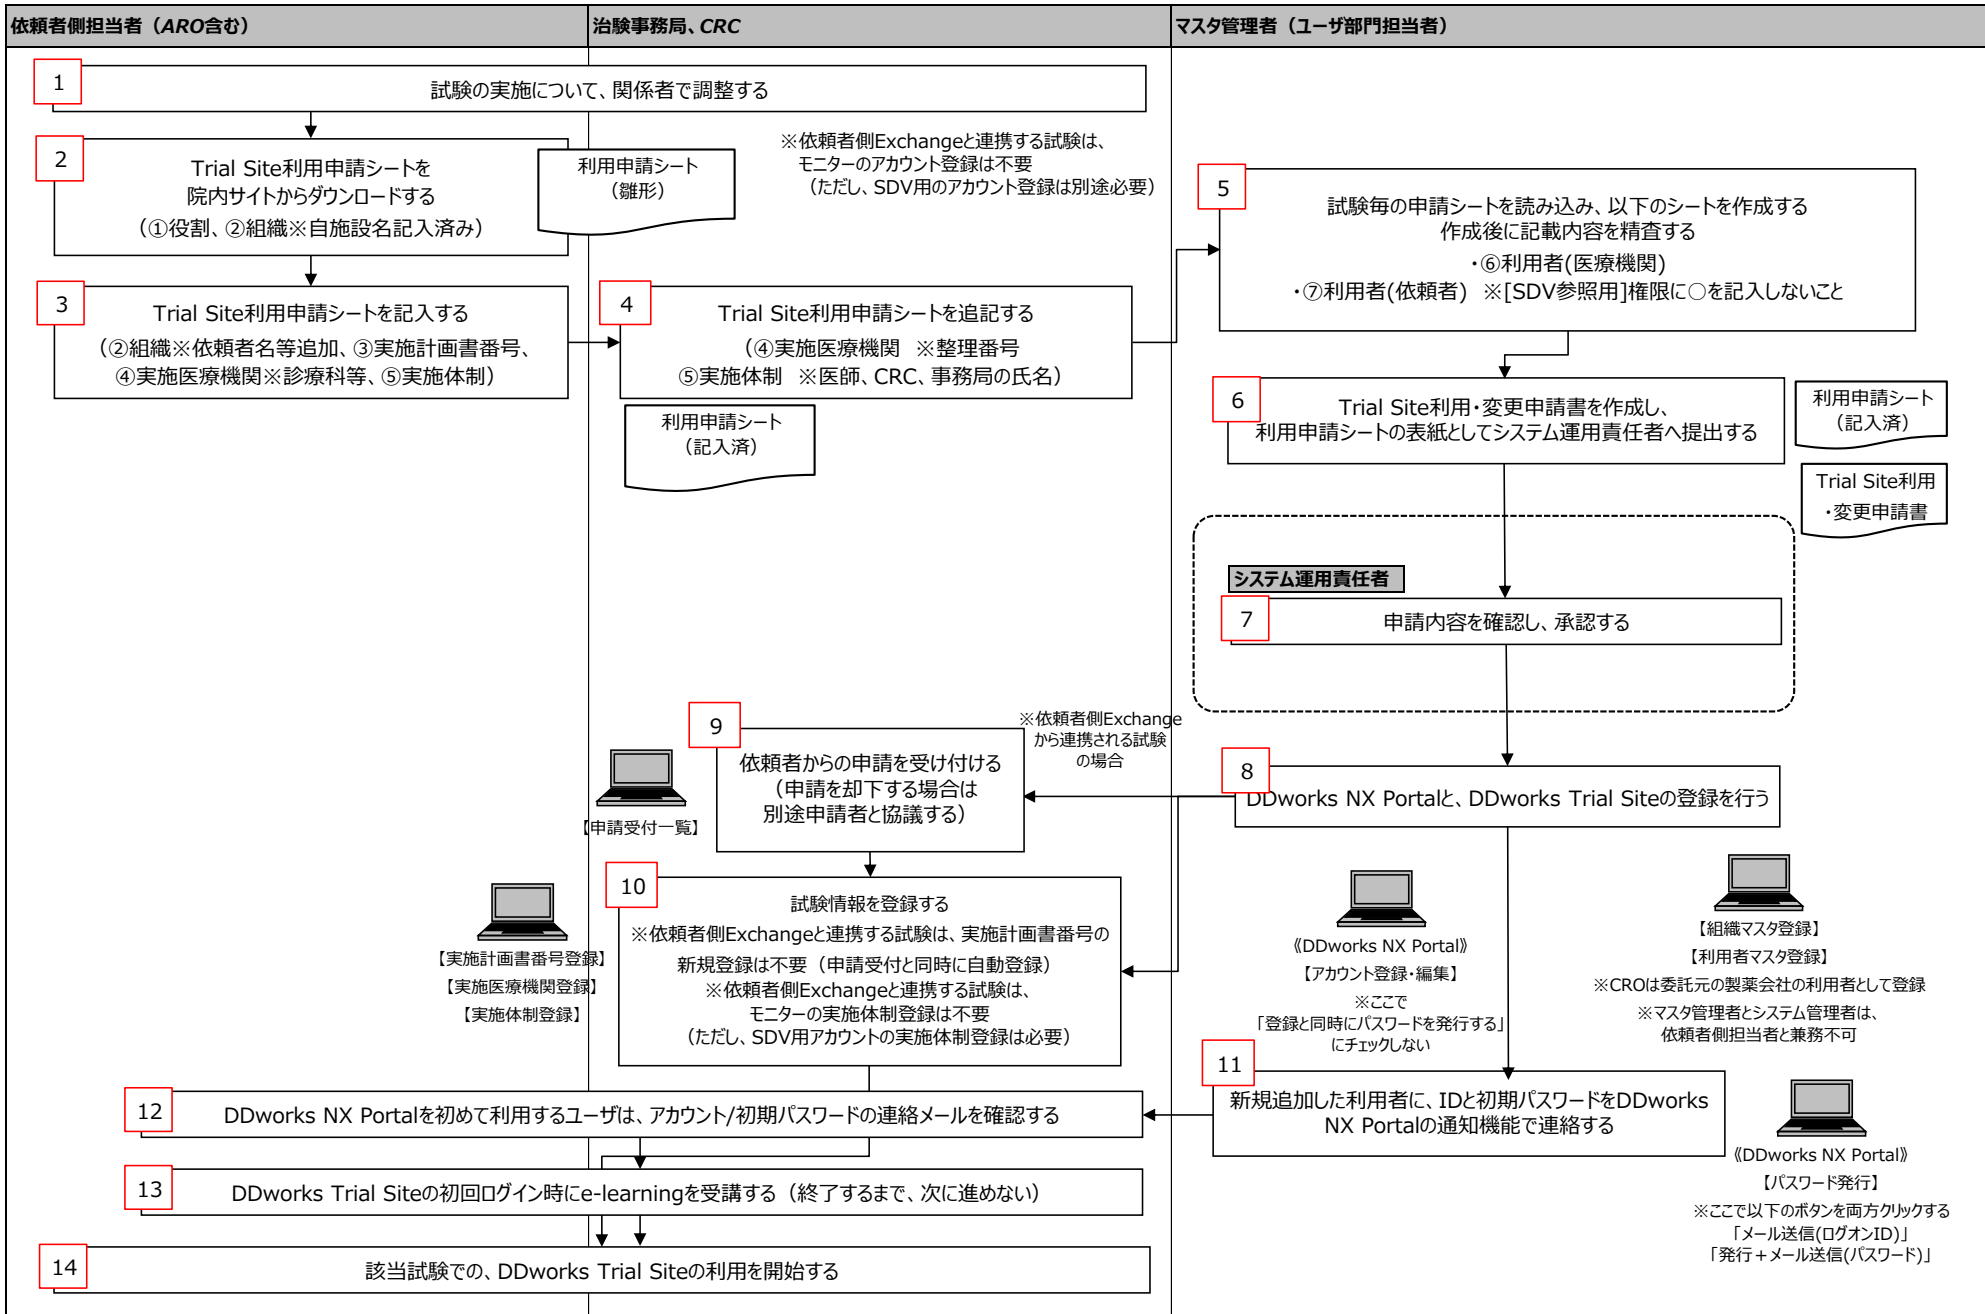 依頼者側担当者（ARO含む）
治験事務局、CRC
マスタ管理者（ユーザ部門担当者）
1
試験の実施について、関係者で調整する
2
Trial Site利用申請シートを
院内サイトからダウンロードする
（①役割、②組織※自施設名記入済み）
利用申請シート
（雛形）
※依頼者側Exchangeと連携する試験は、
モニターのアカウント登録は不要
（ただし、SDV用のアカウント登録は別途必要）
3
Trial Site利用申請シートを記入する
（②組織※依頼者名等追加、③実施計画書番号、
④実施医療機関※診療科等、⑤実施体制）
4
Trial Site利用申請シートを追記する
（④実施医療機関　※整理番号
⑤実施体制　※医師、CRC、事務局の氏名）
利用申請シート
（記入済）
5
試験毎の申請シートを読み込み、以下のシートを作成する
作成後に記載内容を精査する
・⑥利用者(医療機関)
・⑦利用者(依頼者)　※[SDV参照用]権限に○を記入しないこと
6
Trial Site利用・変更申請書を作成し、
利用申請シートの表紙としてシステム運用責任者へ提出する
利用申請シート
（記入済）
Trial Site利用
・変更申請書
システム運用責任者
7
申請内容を確認し、承認する
8
DDworks NX Portalと、DDworks Trial Siteの登録を行う
※依頼者側Exchange
から連携される試験
の場合
9
依頼者からの申請を受け付ける
（申請を却下する場合は
別途申請者と協議する）
【申請受付一覧】
10
試験情報を登録する
※依頼者側Exchangeと連携する試験は、実施計画書番号の
新規登録は不要（申請受付と同時に自動登録）
※依頼者側Exchangeと連携する試験は、
モニターの実施体制登録は不要
（ただし、SDV用アカウントの実施体制登録は必要）
【実施計画書番号登録】
【実施医療機関登録】
【実施体制登録】
《DDworks NX Portal》
【アカウント登録・編集】
※ここで
「登録と同時にパスワードを発行する」
にチェックしない
【組織マスタ登録】
【利用者マスタ登録】
※CROは委託元の製薬会社の利用者として登録
※マスタ管理者とシステム管理者は、
依頼者側担当者と兼務不可
11
新規追加した利用者に、IDと初期パスワードをDDworks
NX Portalの通知機能で連絡する
《DDworks NX Portal》
【パスワード発行】
※ここで以下のボタンを両方クリックする
「メール送信(ログオンID)」
「発行＋メール送信(パスワード)」
12
DDworks NX Portalを初めて利用するユーザは、アカウント/初期パスワードの連絡メールを確認する
13
DDworks Trial Siteの初回ログイン時にe-learningを受講する（終了するまで、次に進めない）
14
該当試験での、DDworks Trial Siteの利用を開始する